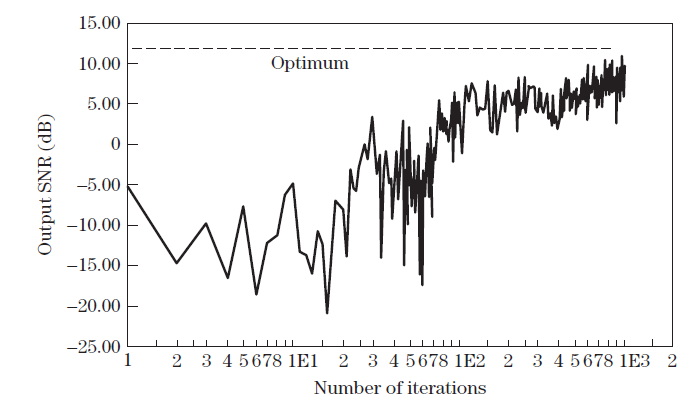 15.00
10.00
5.00
0
−5.00
−10.00
−15.00
−20.00
−25.00
Output SNR (dB)
Optimum
1 2 3 4 5 6 7 8 1E1 2 3 4 5 6 7 8 1E2 2 3 4 5 6 7 8 1E3 2
Number of iterations